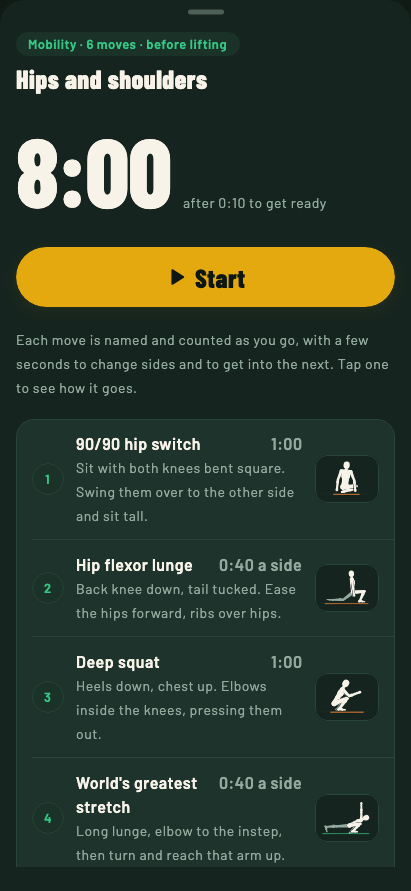 Mobility · 6 moves · before lifting
Hips and shoulders
8:00 after 0:10 to get ready
Start
Each move is named and counted as you go, with a few
seconds to change sides and to get into the next. Tap one
to see how it goes.
1
90/90 hip switch 1:00
Sit with both knees bent square.
Swing them over to the other side
and sit tall.
2
Hip flexor lunge 0:40 a side
Back knee down, tail tucked. Ease
the hips forward, ribs over hips.
3
Deep squat 1:00
Heels down, chest up. Elbows
inside the knees, pressing them
out.
4
World's greatest 0:40 a side
stretch
Long lunge, elbow to the instep,
then turn and reach that arm up.